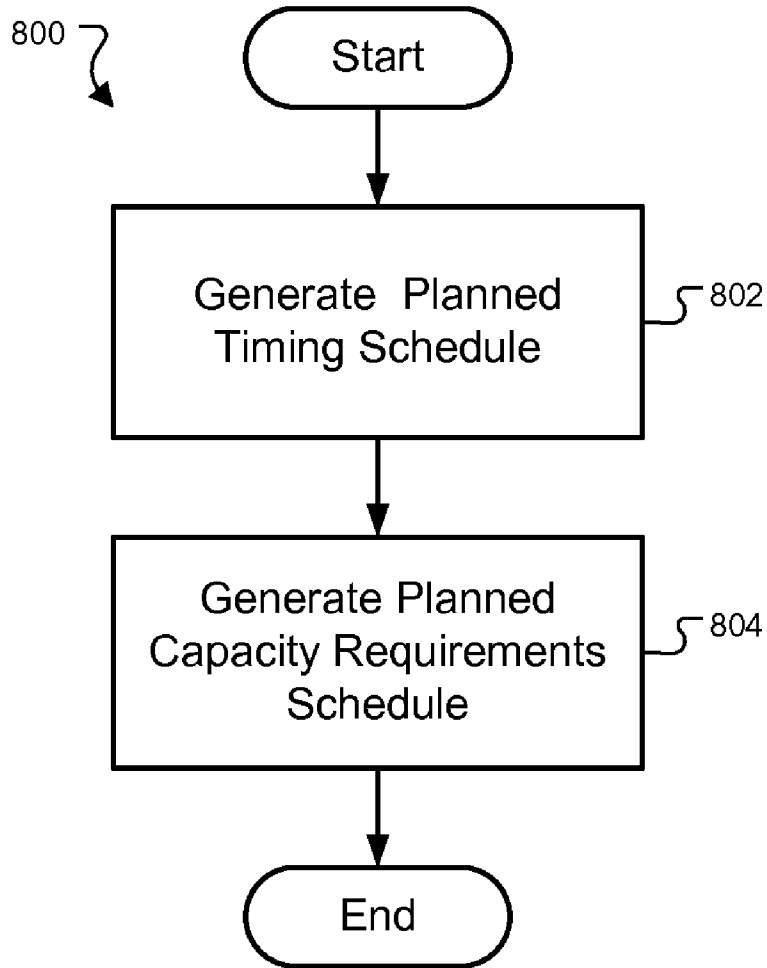 800
Start
Generate Planned
Timing Schedule
802
Generate Planned
Capacity Requirements
Schedule
804
End